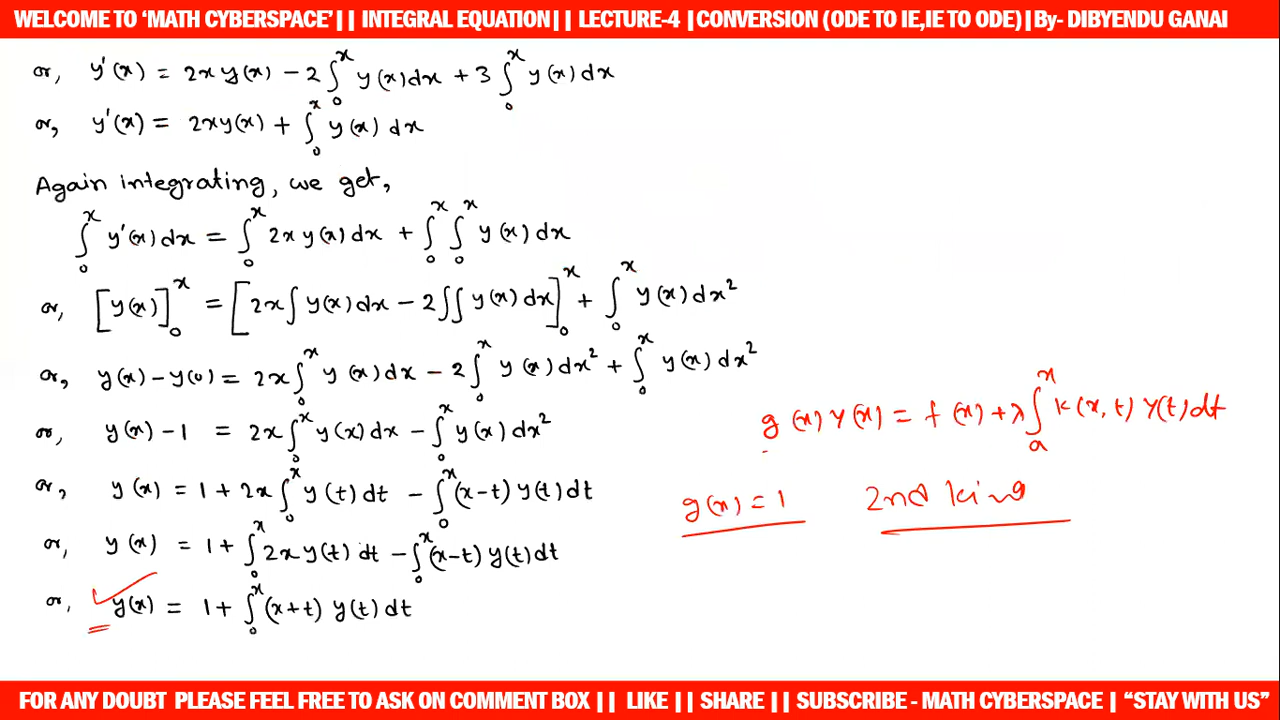 WELCOME TO ‘MATH CYBERSPACE’|| INTEGRAL EQUATION|| LECTURE-4 |CONVERSION (ODE TO IE,IE TO ODE)|By- DIBYENDU GANAI
or, y'(x) = 2x y(x) − 2 ∫₀ˣ y(x)dx + 3 ∫₀ˣ y(x)dx
or, y'(x) = 2xy(x) + ∫₀ˣ y(x) dx
Again integrating, we get,
∫₀ˣ y'(x)dx = ∫₀ˣ 2x y(x)dx + ∫₀ˣ ∫₀ˣ y(x)dx
or, [y(x)]₀ˣ = [2x∫ y(x)dx − 2∫∫ y(x)dx]₀ˣ + ∫₀ˣ y(x)dx²
or, y(x) − y(0) = 2x∫₀ˣ y(x)dx − 2∫₀ˣ y(x)dx² + ∫₀ˣ y(x)dx²
or, y(x) − 1 = 2x∫₀ˣ y(x)dx − ∫₀ˣ y(x)dx²
g(x) y(x) = f(x) + λ∫ₐˣ k(x,t) y(t)dt
or, y(x) = 1 + 2x∫₀ˣ y(t)dt − ∫₀ˣ (x−t) y(t)dt
g(x) = 1 2nd kind
or, y(x) = 1 + ∫₀ˣ 2x y(t) dt − ∫₀ˣ (x−t) y(t)dt
or, y(x) = 1 + ∫₀ˣ (x+t) y(t) dt
FOR ANY DOUBT PLEASE FEEL FREE TO ASK ON COMMENT BOX || LIKE || SHARE || SUBSCRIBE - MATH CYBERSPACE | “STAY WITH US”